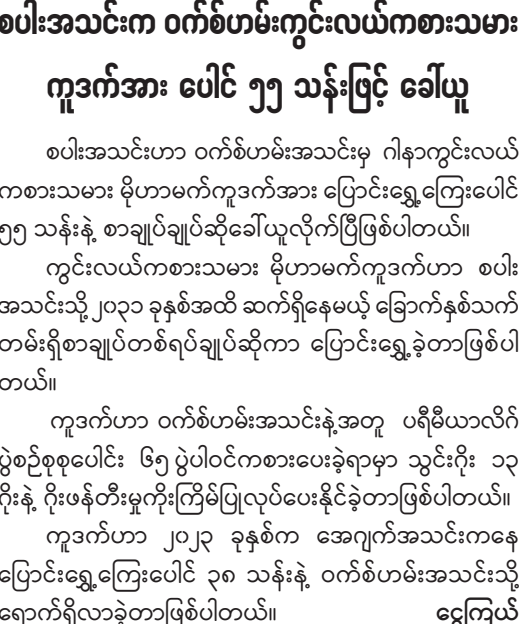 စပါးအသင်းက ဝက်စ်ဟမ်းကွင်းလယ်ကစားသမား
ကူဒက်အား ပေါင် ၅၅ သန်းဖြင့် ခေါ်ယူ
စပါးအသင်းဟာ ဝက်စ်ဟမ်းအသင်းမှ ဂါနာကွင်းလယ်
ကစားသမား မိုဟာမက်ကူဒက်အား ပြောင်းရွှေ့ကြေးပေါင်
၅၅ သန်းနဲ့ စာချုပ်ချုပ်ဆိုခေါ်ယူလိုက်ပြီဖြစ်ပါတယ်။
ကွင်းလယ်ကစားသမား မိုဟာမက်ကူဒက်ဟာ စပါး
အသင်းသို့ ၂၀၃၁ ခုနှစ်အထိ ဆက်ရှိနေမယ့် ခြောက်နှစ်သက်
တမ်းရှိစာချုပ်တစ်ရပ်ချုပ်ဆိုကာ ပြောင်းရွှေ့ခဲ့တာဖြစ်ပါ
တယ်။
ကူဒက်ဟာ ဝက်စ်ဟမ်းအသင်းနဲ့အတူ ပရီမီယာလိဂ်
ပွဲစဉ်စုစုပေါင်း ၆၅ ပွဲပါဝင်ကစားပေးခဲ့ရာမှာ သွင်းဂိုး ၁၃
ဂိုးနဲ့ ဂိုးဖန်တီးမှုကိုးကြိမ်ပြုလုပ်ပေးနိုင်ခဲ့တာဖြစ်ပါတယ်။
ကူဒက်ဟာ ၂၀၂၃ ခုနှစ်က အေဂျက်အသင်းကနေ
ပြောင်းရွှေ့ကြေးပေါင် ၃၈ သန်းနဲ့ ဝက်စ်ဟမ်းအသင်းသို့
ရောက်ရှိလာခဲ့တာဖြစ်ပါတယ်။ ငွေကြယ်